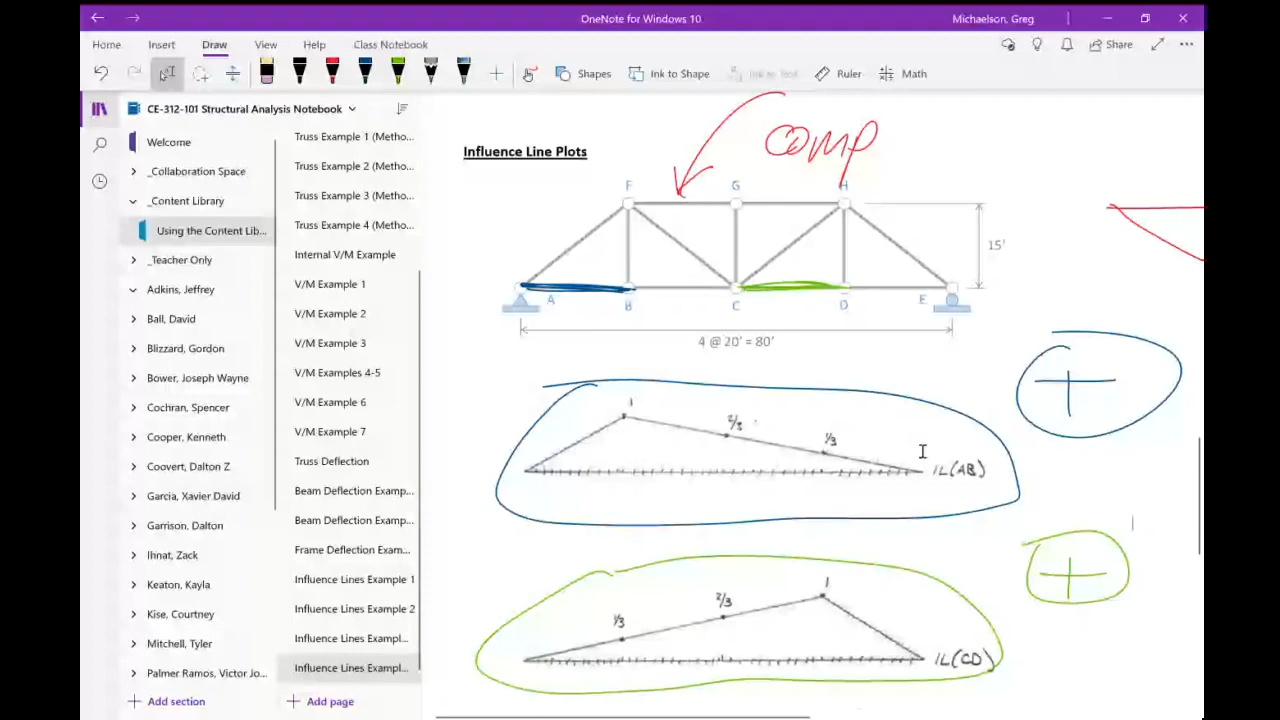 OneNote for Windows 10
Michaelson, Greg
Home Insert Draw View Help Class Notebook
Share
Shapes Ink to Shape Ink to Text Ruler Math
CE-312-101 Structural Analysis Notebook
Welcome
_Collaboration Space
_Content Library
Using the Content Lib...
_Teacher Only
Adkins, Jeffrey
Ball, David
Blizzard, Gordon
Bower, Joseph Wayne
Cochran, Spencer
Cooper, Kenneth
Coovert, Dalton Z
Garcia, Xavier David
Garrison, Dalton
Ihnat, Zack
Keaton, Kayla
Kise, Courtney
Mitchell, Tyler
Palmer Ramos, Victor Jo...
Add section
Truss Example 1 (Metho...
Truss Example 2 (Metho...
Truss Example 3 (Metho...
Truss Example 4 (Metho...
Internal V/M Example
V/M Example 1
V/M Example 2
V/M Example 3
V/M Examples 4-5
V/M Example 6
V/M Example 7
Truss Deflection
Beam Deflection Examp...
Beam Deflection Examp...
Frame Deflection Exam...
Influence Lines Example 1
Influence Lines Example 2
Influence Lines Exampl...
Influence Lines Exampl...
Add page
Influence Line Plots
comp
F G H
15'
A B C D E
4 @ 20' = 80'
+
1
2/3
1/3
IL(AB)
+
1/3
2/3
1
IL(CD)